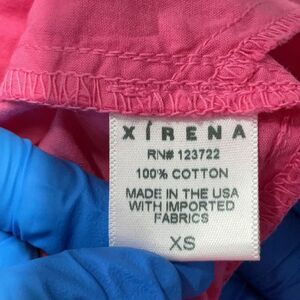 XÍRENA
RN# 123722
100% COTTON
MADE IN THE USA
WITH IMPORTED
FABRICS
XS